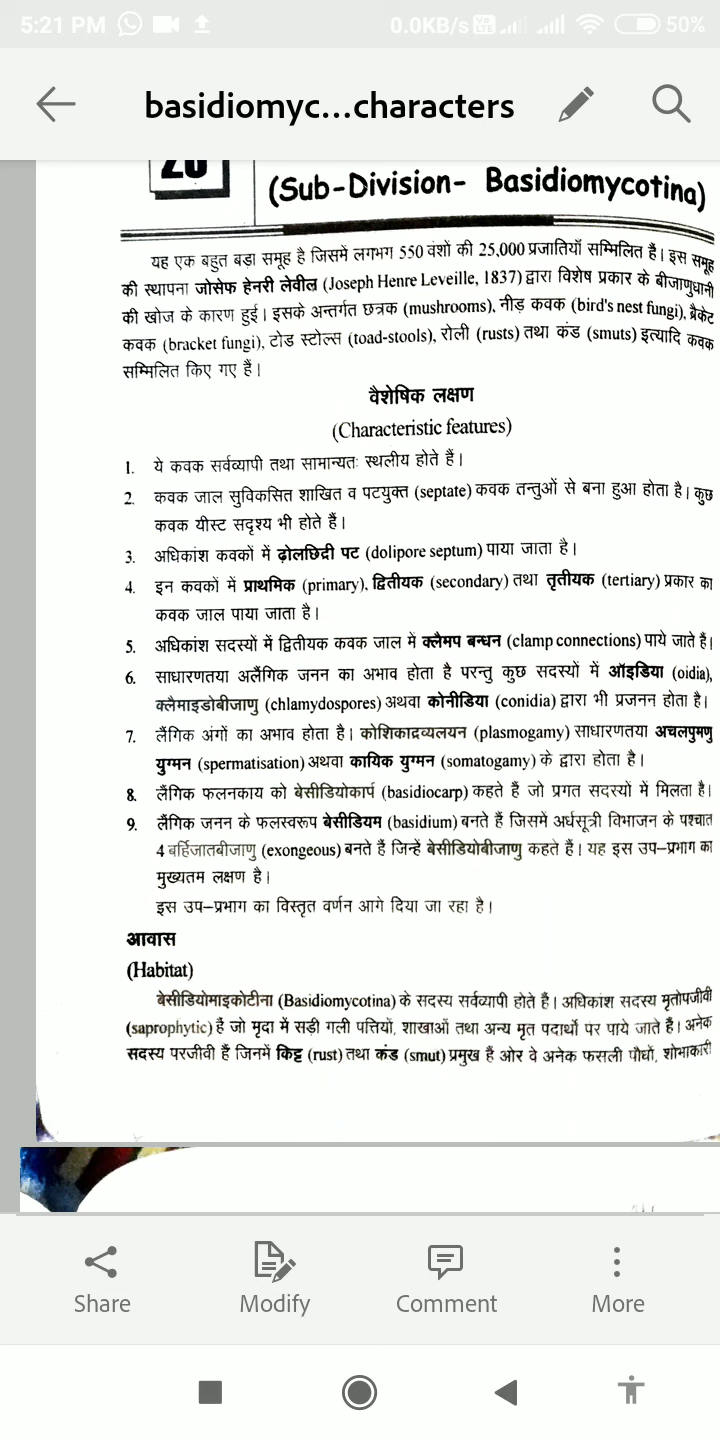 5:21 PM 0.0KB/s 50%
basidiomyc...characters
(Sub-Division- Basidiomycotina)
यह एक बहुत बड़ा समूह है जिसमें लगभग 550 वंशों की 25,000 प्रजातियाँ सम्मिलित हैं। इस समूह
की स्थापना जोसेफ हेनरी लेवील (Joseph Henre Leveille, 1837) द्वारा विशेष प्रकार के बीजाणुधानी
की खोज के कारण हुई। इसके अन्तर्गत छत्रक (mushrooms), नीड़ कवक (bird's nest fungi), ब्रैकेट
कवक (bracket fungi), टोड स्टोल्स (toad-stools), रोली (rusts) तथा कंड (smuts) इत्यादि कवक
सम्मिलित किए गए हैं।
वैशेषिक लक्षण
(Characteristic features)
1. ये कवक सर्वव्यापी तथा सामान्यतः स्थलीय होते हैं।
2. कवक जाल सुविकसित शाखित व पटयुक्त (septate) कवक तन्तुओं से बना हुआ होता है। कुछ
कवक यीस्ट सदृश्य भी होते हैं।
3. अधिकांश कवकों में ढ़ोलछिद्री पट (dolipore septum) पाया जाता है।
4. इन कवकों में प्राथमिक (primary), द्वितीयक (secondary) तथा तृतीयक (tertiary) प्रकार का
कवक जाल पाया जाता है।
5. अधिकांश सदस्यों में द्वितीयक कवक जाल में क्लैमप बन्धन (clamp connections) पाये जाते हैं।
6. साधारणतया अलैंगिक जनन का अभाव होता है परन्तु कुछ सदस्यों में ऑइडिया (oidia),
क्लैमाइडोबीजाणु (chlamydospores) अथवा कोनीडिया (conidia) द्वारा भी प्रजनन होता है।
7. लैंगिक अंगों का अभाव होता है। कोशिकाद्रव्यलयन (plasmogamy) साधारणतया अचलपुमणु
युग्मन (spermatisation) अथवा कायिक युग्मन (somatogamy) के द्वारा होता है।
8. लैंगिक फलनकाय को बेसीडियोकार्प (basidiocarp) कहते हैं जो प्रगत सदस्यों में मिलता है।
9. लैंगिक जनन के फलस्वरूप बेसीडियम (basidium) बनते हैं जिसमें अर्धसूत्री विभाजन के पश्चात
4 बर्हिजातबीजाणु (exongeous) बनते हैं जिन्हें बेसीडियोबीजाणु कहते हैं। यह इस उप-प्रभाग का
मुख्यतम लक्षण है।
इस उप-प्रभाग का विस्तृत वर्णन आगे दिया जा रहा है।
आवास
(Habitat)
बेसीडियोमाइकोटीना (Basidiomycotina) के सदस्य सर्वव्यापी होते हैं। अधिकांश सदस्य मृतोपजीवी
(saprophytic) हैं जो मृदा में सड़ी गली पत्तियों, शाखाओं तथा अन्य मृत पदार्थो पर पाये जाते हैं। अनेक
सदस्य परजीवी हैं जिनमें किट्ट (rust) तथा कंड (smut) प्रमुख हैं ओर वे अनेक फसली पौधों, शोभाकारी
Share Modify Comment More